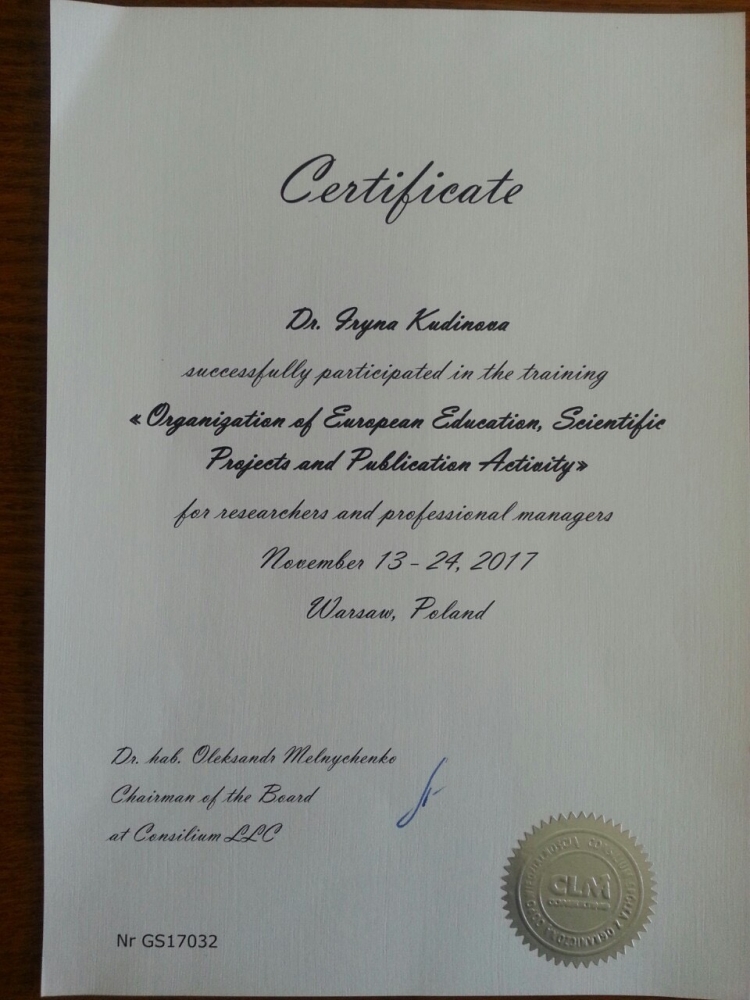 Certificate
Dr. Iryna Kudinova
successfully participated in the training
«Organization of European Education, Scientific
Projects and Publication Activity»
for researchers and professional managers
November 13 - 24, 2017
Warsaw, Poland
Dr. hab. Oleksandr Melnychenko
Chairman of the Board
at Consilium LLC
CLM
CONSULTING
Nr GS17032